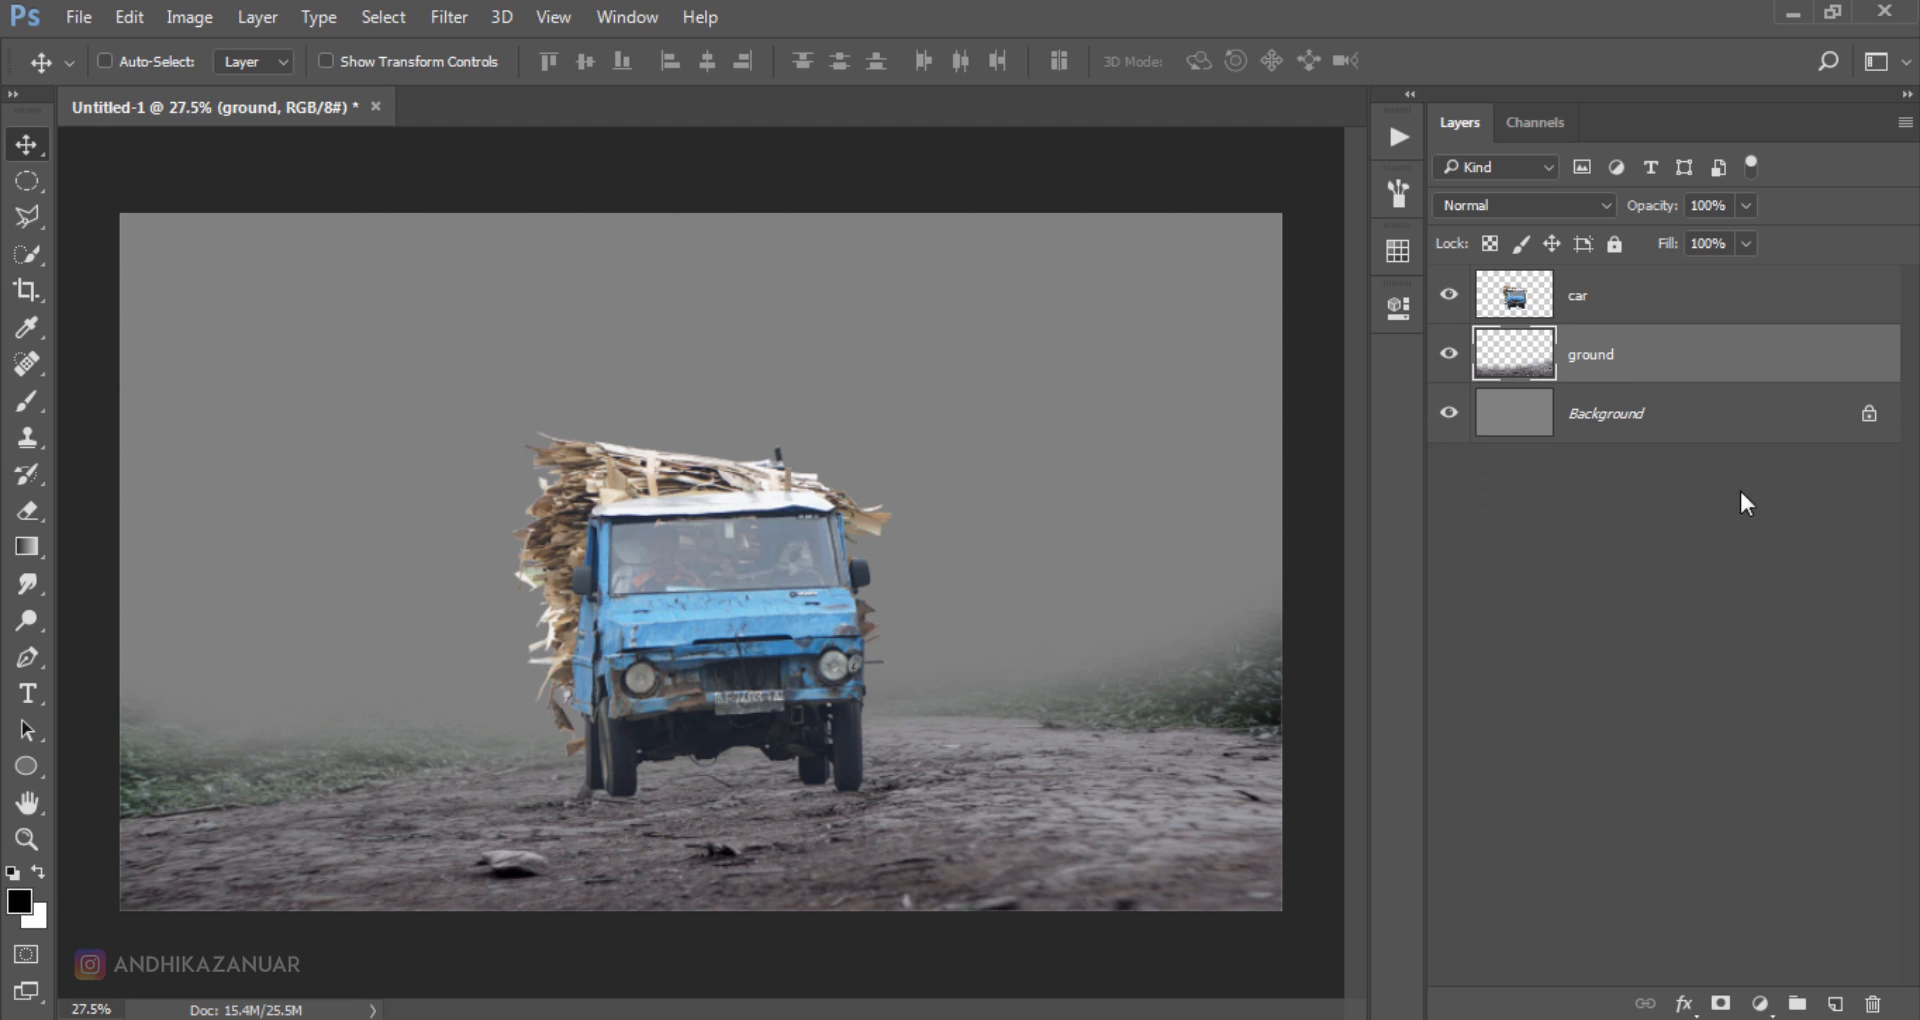 Ps File Edit Image Layer Type Select Filter 3D View Window Help
Auto-Select: Layer Show Transform Controls 3D Mode:
Untitled-1 @ 27.5% (ground, RGB/8#) *
Layers Channels
Kind
Normal Opacity: 100%
Lock: Fill: 100%
car
ground
Background
ANDHIKAZANUAR
27.5% Doc: 15.4M/25.5M
fx